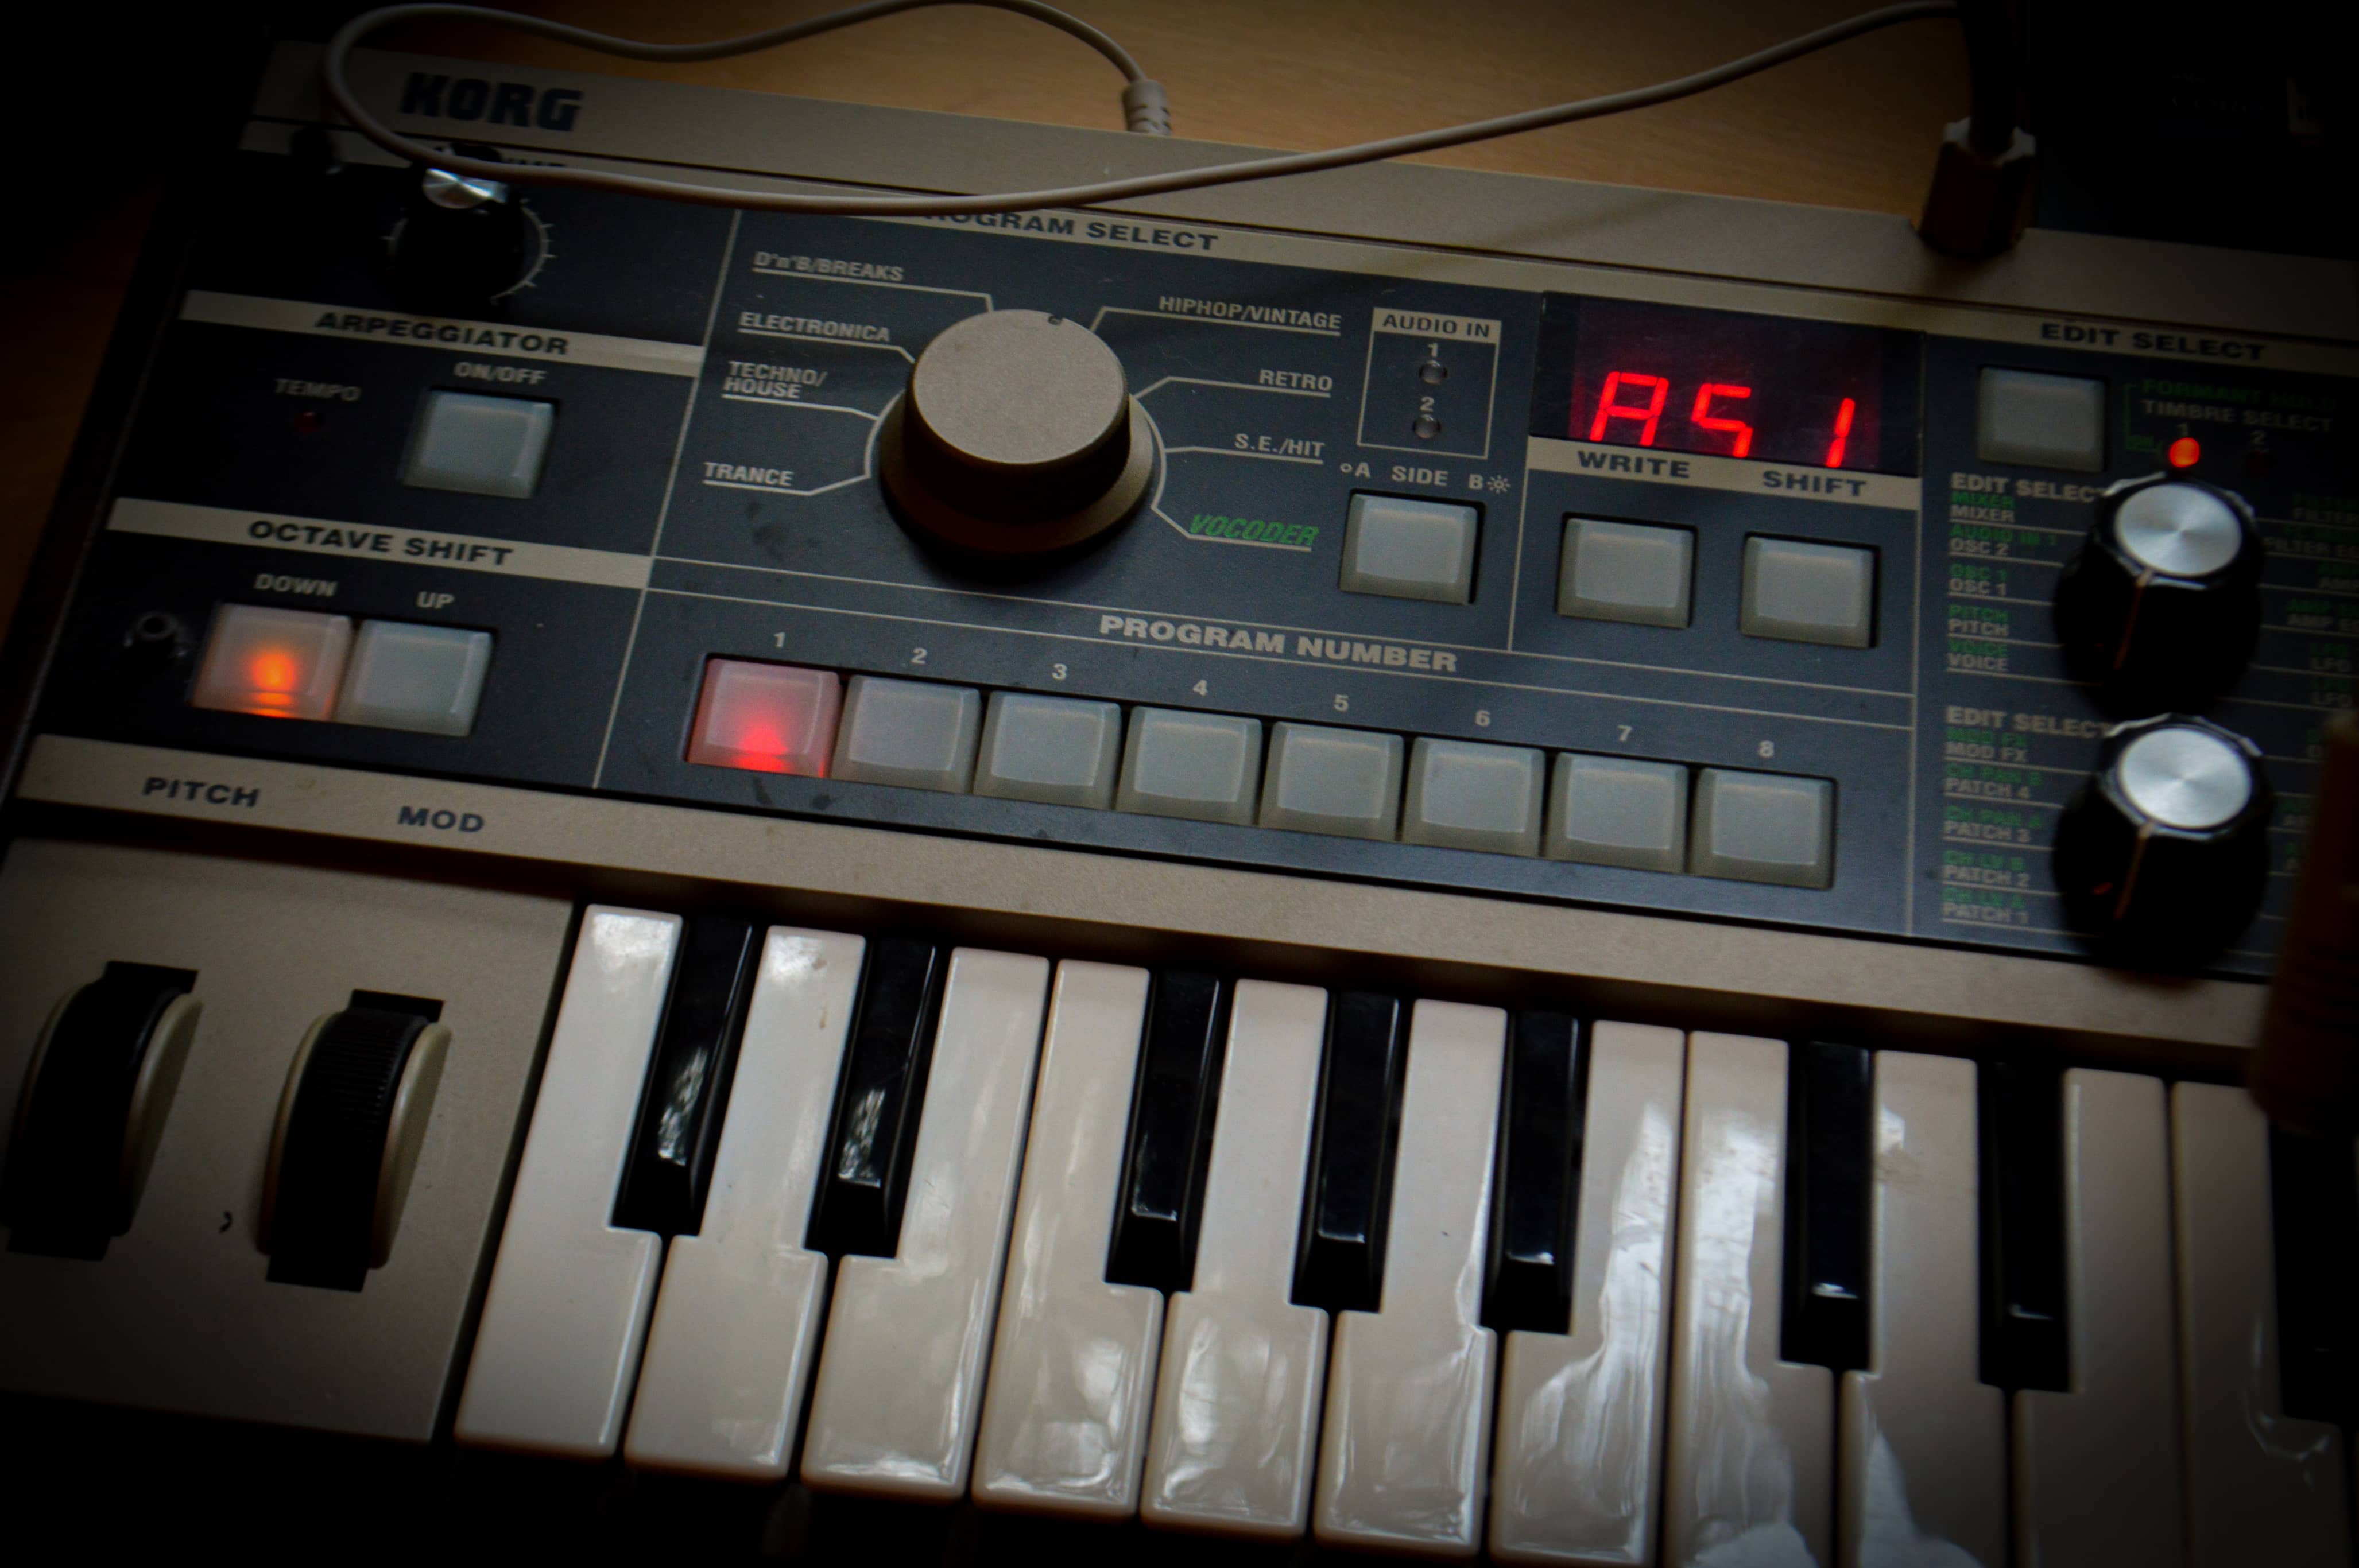 KORG
PROGRAM SELECT
D'n'B/BREAKS
ELECTRONICA
TECHNO/
HOUSE
TRANCE
HIPHOP/VINTAGE
RETRO
S.E./HIT
VOCODER
AUDIO IN
1
2
A SIDE B
A51
WRITE SHIFT
ARPEGGIATOR
TEMPO
ON/OFF
OCTAVE SHIFT
DOWN UP
PROGRAM NUMBER
1 2 3 4 5 6 7 8
PITCH
MOD
EDIT SELECT
TIMBRE SELECT
1 2
EDIT SELECT
MIXER
MIXER
AUDIO IN 1
OSC 2
OSC 1
OSC 1
PITCH
PITCH
VOICE
VOICE
EDIT SELECT
MOD FX
MOD FX
PATCH 4
PATCH 3
PATCH 2
PATCH 1